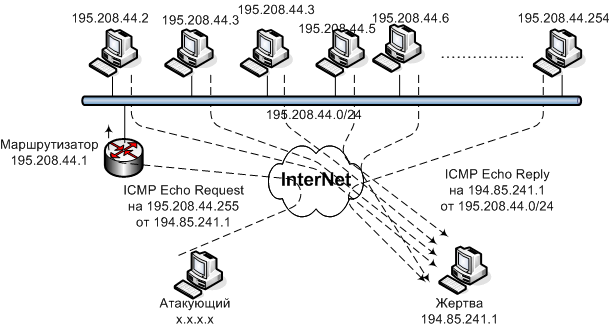 195.208.44.2
195.208.44.3
195.208.44.3
195.208.44.5
195.208.44.6
195.208.44.254
195.208.44.0/24
Маршрутизатор
195.208.44.1
InterNet
ICMP Echo Request
на 195.208.44.255
от 194.85.241.1
ICMP Echo Reply
на 194.85.241.1
от 195.208.44.0/24
Атакующий
x.x.x.x
Жертва
194.85.241.1